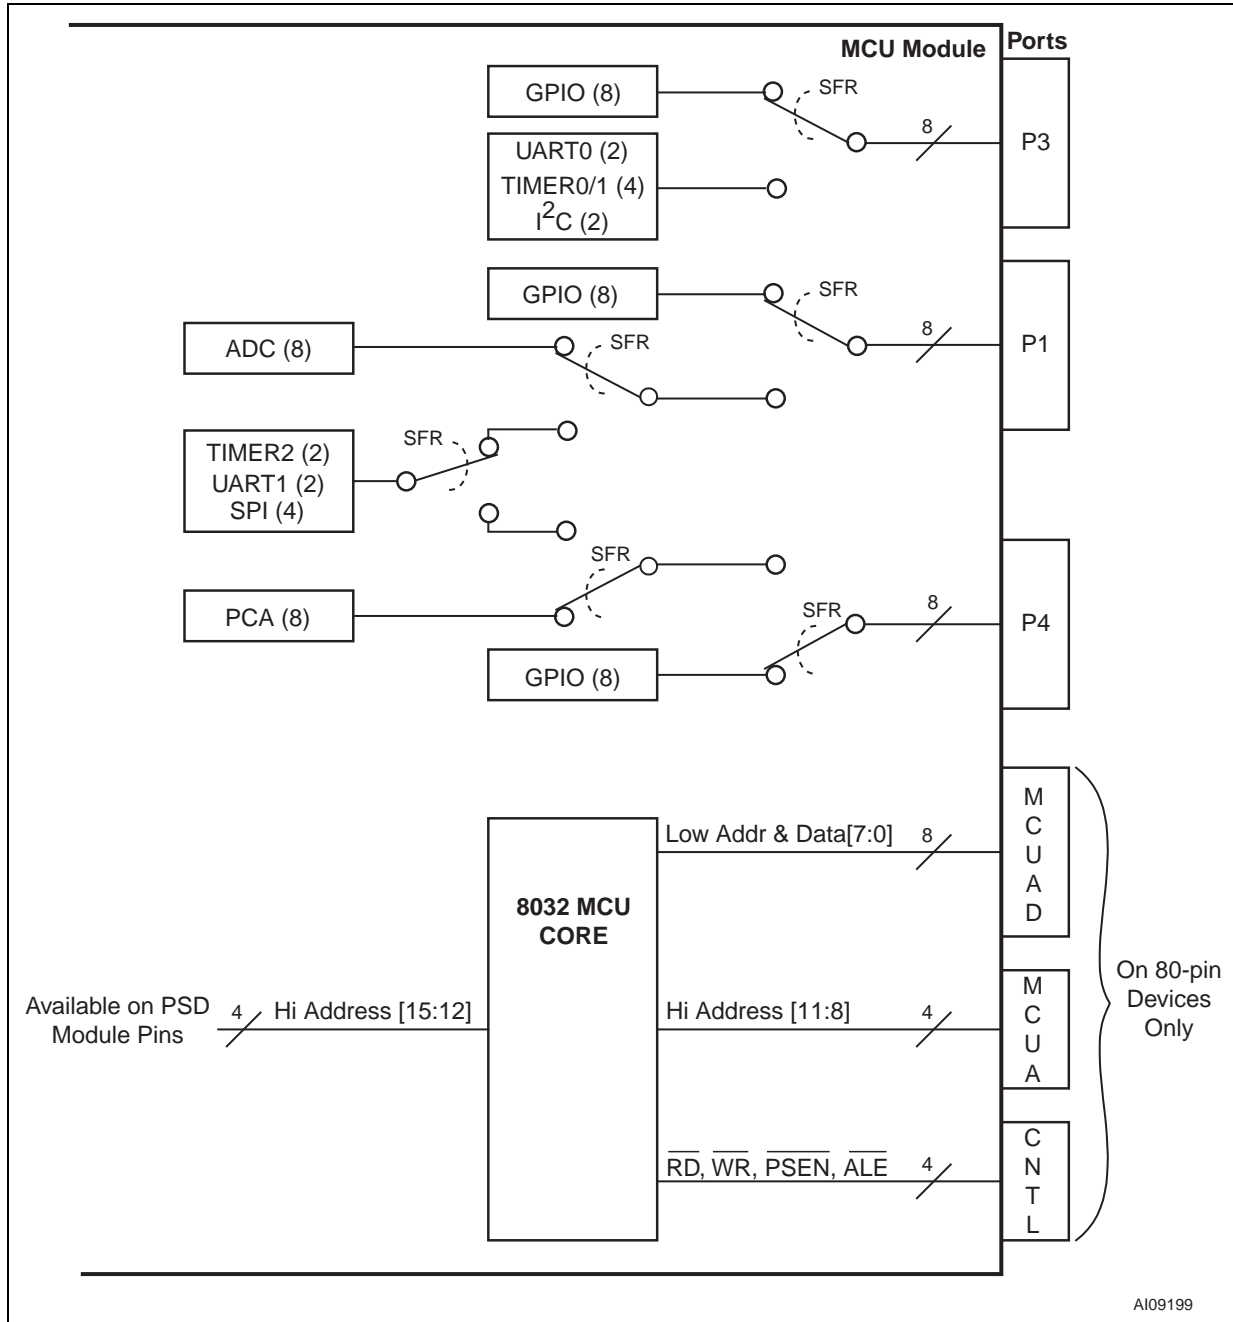 MCU Module
Ports
GPIO (8)
SFR
8
P3
UART0 (2)
TIMER0/1 (4)
I2C (2)
GPIO (8)
SFR
8
P1
ADC (8)
SFR
TIMER2 (2)
UART1 (2)
SPI (4)
SFR
SFR
PCA (8)
SFR
8
P4
GPIO (8)
8032 MCU
CORE
Low Addr & Data[7:0]
8
MCUAD
Available on PSD
Module Pins
4
Hi Address [15:12]
Hi Address [11:8]
4
MCUA
On 80-pin
Devices
Only
RD, WR, PSEN, ALE
4
CNTL
AI09199